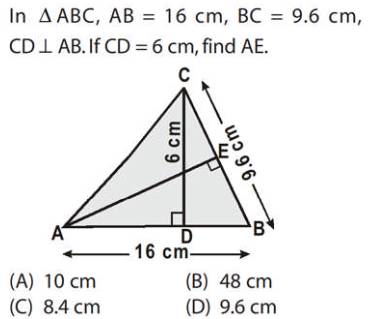 In Δ ABC, AB = 16 cm, BC = 9.6 cm,
CD⊥ AB. If CD = 6 cm, find AE.
C
6 cm
E
9.6 cm
A
D
B
16 cm
(A) 10 cm (B) 48 cm
(C) 8.4 cm (D) 9.6 cm